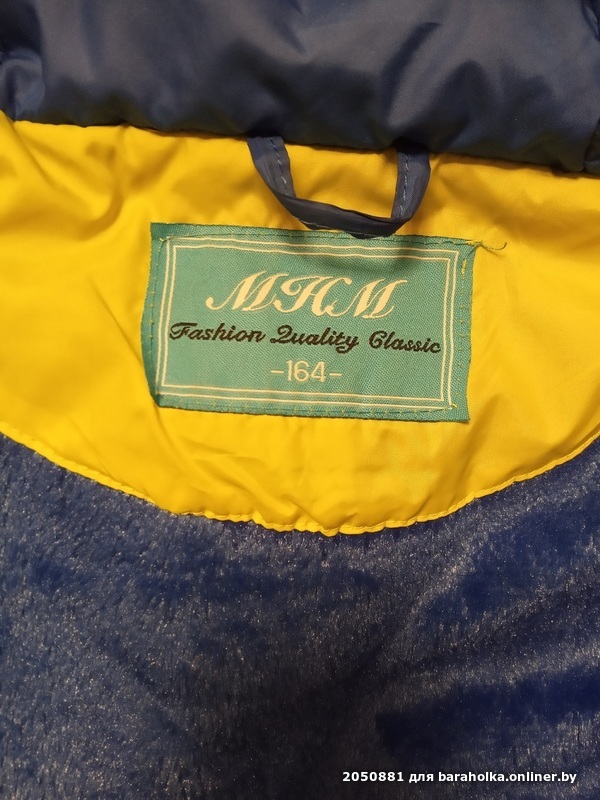 MHM
Fashion Quality Classic
-164-
2050881 для baraholka.onliner.by